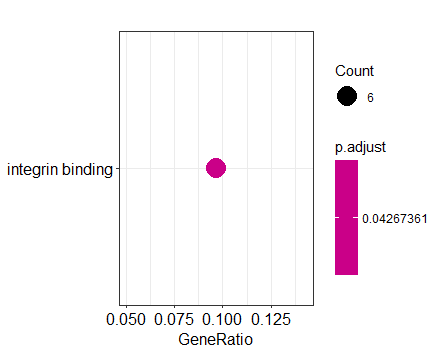 Count
6
p.adjust
0.04267361
integrin binding
0.050 0.075 0.100 0.125
GeneRatio